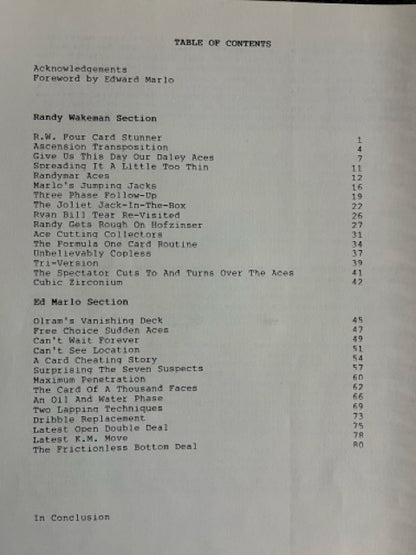 TABLE OF CONTENTS
Acknowledgements
Foreword by Edward Marlo
Randy Wakeman Section
R.W. Four Card Stunner 1
Ascension Transposition 4
Give Us This Day Our Daley Aces 7
Spreading It A Little Too Thin 11
Randymar Aces 12
Marlo's Jumping Jacks 16
Three Phase Follow-Up 19
The Joliet Jack-In-The-Box 22
Ryan Bill Tear Re-Visited 26
Randy Gets Rough On Hofzinser 27
Ace Cutting Collectors 31
The Formula One Card Routine 34
Unbelievably Copless 37
Tri-Version 39
The Spectator Cuts To And Turns Over The Aces 41
Cubic Zirconium 42
Ed Marlo Section
Olram's Vanishing Deck 45
Free Choice Sudden Aces 47
Can't Wait Forever 49
Can't See Location 51
A Card Cheating Story 54
Surprising The Seven Suspects 57
Maximum Penetration 60
The Card Of A Thousand Faces 62
An Oil And Water Phase 66
Two Lapping Techniques 69
Dribble Replacement 73
Latest Open Double Deal 75
Latest K.M. Move 78
The Frictionless Bottom Deal 80
In Conclusion